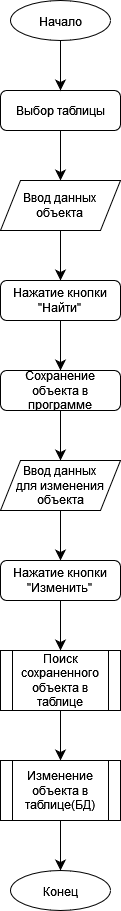 Начало
Выбор таблицы
Ввод данных
объекта
Нажатие кнопки
"Найти"
Сохранение
объекта в
программе
Ввод данных
для изменения
объекта
Нажатие кнопки
"Изменить"
Поиск
сохраненного
объекта в
таблице
Изменение
объекта в
таблице(БД)
Конец